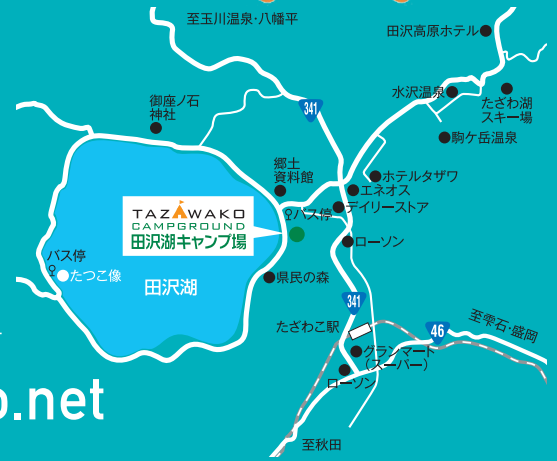 至玉川温泉・八幡平
田沢高原ホテル
341
水沢温泉
たざわ湖
スキー場
御座ノ石
神社
駒ケ岳温泉
郷土
資料館
ホテルタザワ
エネオス
バス停
デイリーストア
TAZAWAKO
CAMPGROUND
田沢湖キャンプ場
ローソン
バス停
たつこ像
田沢湖
県民の森
341
たざわこ駅
46
至雫石・盛岡
グランマート
(スーパー)
ローソン
o.net
至秋田